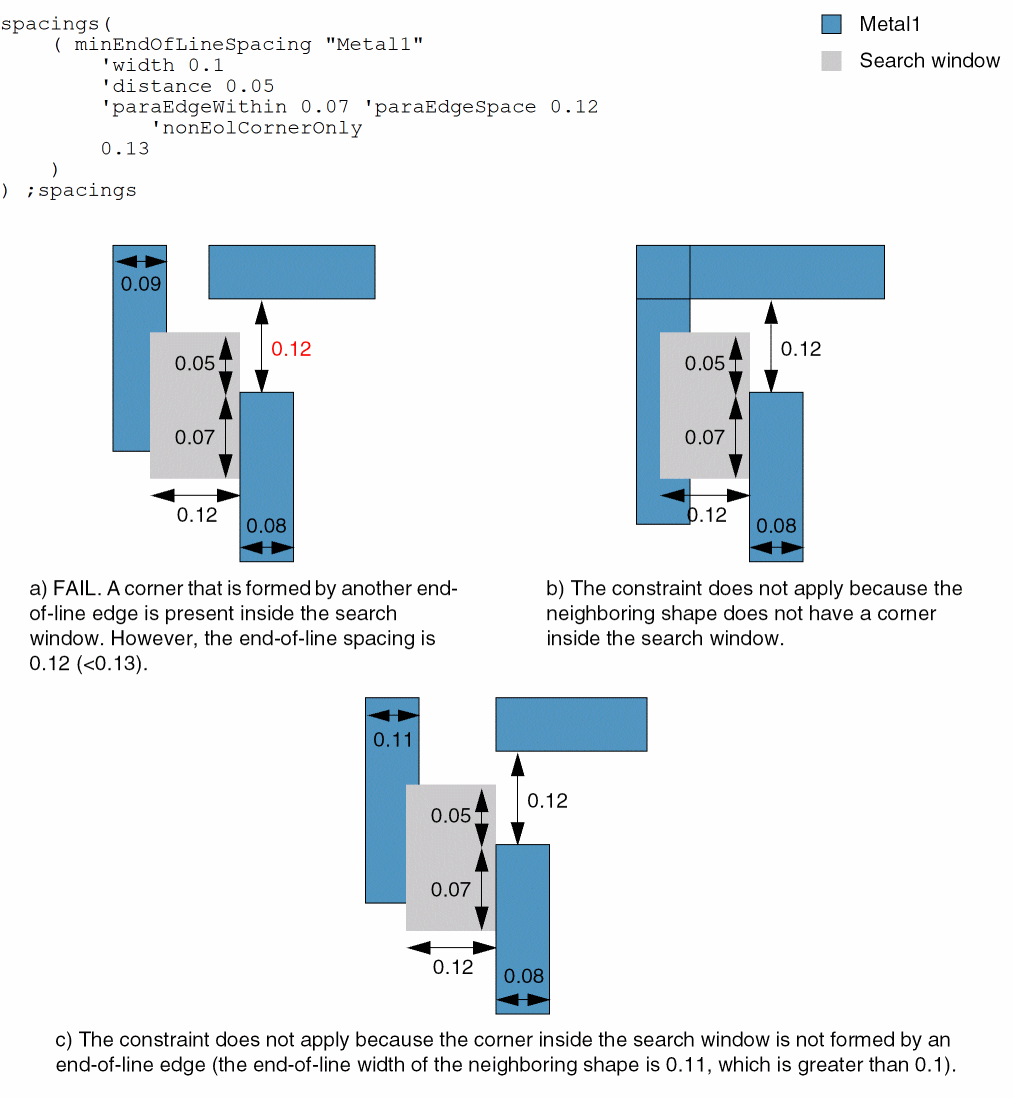 spacings(
( minEndOfLineSpacing "Metal1"
'width 0.1
'distance 0.05
'paraEdgeWithin 0.07 'paraEdgeSpace 0.12
'nonEolCornerOnly
0.13
)
) ;spacings
Metal1
Search window
0.09
0.12
0.05
0.07
0.12
0.08
0.12
0.05
0.07
0.12
0.08
a) FAIL. A corner that is formed by another end-
of-line edge is present inside the search
window. However, the end-of-line spacing is
0.12 (<0.13).
b) The constraint does not apply because the
neighboring shape does not have a corner
inside the search window.
0.11
0.12
0.05
0.07
0.12
0.08
c) The constraint does not apply because the corner inside the search window is not formed by an
end-of-line edge (the end-of-line width of the neighboring shape is 0.11, which is greater than 0.1).